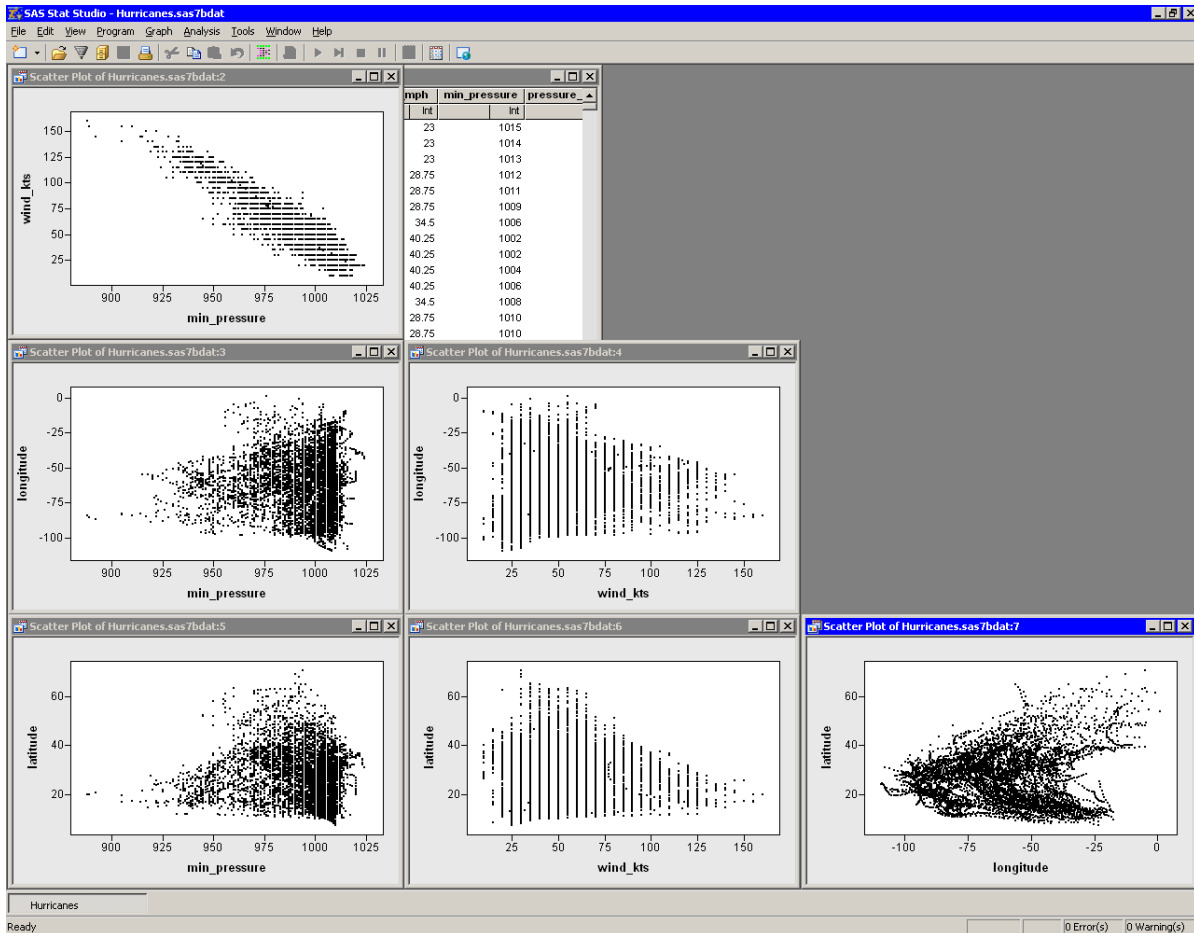 SAS Stat Studio - Hurricanes.sas7bdat
File Edit View Program Graph Analysis Tools Window Help
Scatter Plot of Hurricanes.sas7bdat:2
150
125
100
75
50
25
wind_kts
900 925 950 975 1000 1025
min_pressure
mph min_pressure pressure_
Int Int
23 1015
23 1014
23 1013
28.75 1012
28.75 1011
28.75 1009
34.5 1006
40.25 1002
40.25 1002
40.25 1004
40.25 1006
34.5 1008
28.75 1010
28.75 1010
Scatter Plot of Hurricanes.sas7bdat:3
0
-25
-50
-75
-100
longitude
900 925 950 975 1000 1025
min_pressure
Scatter Plot of Hurricanes.sas7bdat:4
0
-25
-50
-75
-100
longitude
25 50 75 100 125 150
wind_kts
Scatter Plot of Hurricanes.sas7bdat:5
60
40
20
latitude
900 925 950 975 1000 1025
min_pressure
Scatter Plot of Hurricanes.sas7bdat:6
60
40
20
latitude
25 50 75 100 125 150
wind_kts
Scatter Plot of Hurricanes.sas7bdat:7
60
40
20
latitude
-100 -75 -50 -25 0
longitude
Hurricanes
Ready 0 Error(s) 0 Warning(s)